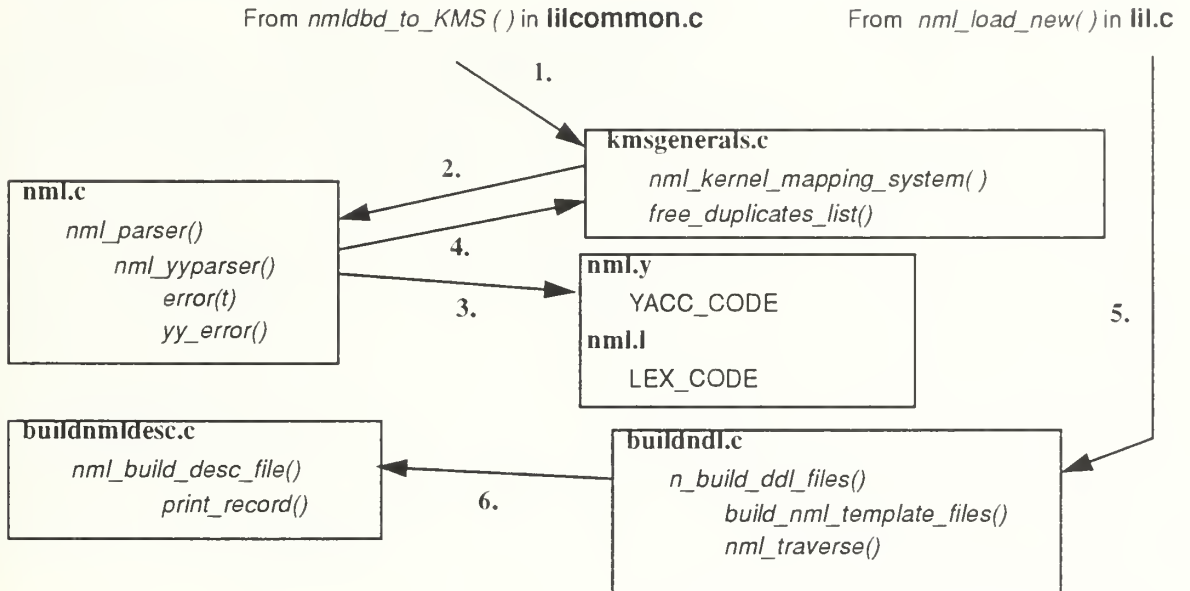 From nmldbd_to_KMS ( ) in lilcommon.c
From nml_load_new( ) in lil.c
1.
kmsgenerals.c
nml_kernel_mapping_system( )
free_duplicates_list()
2.
nml.c
nml_parser()
nml_yyparser()
error(t)
yy_error()
4.
3.
nml.y
YACC_CODE
nml.l
LEX_CODE
5.
buildnmldesc.c
nml_build_desc_file()
print_record()
6.
buildndl.c
n_build_ddl_files()
build_nml_template_files()
nml_traverse()